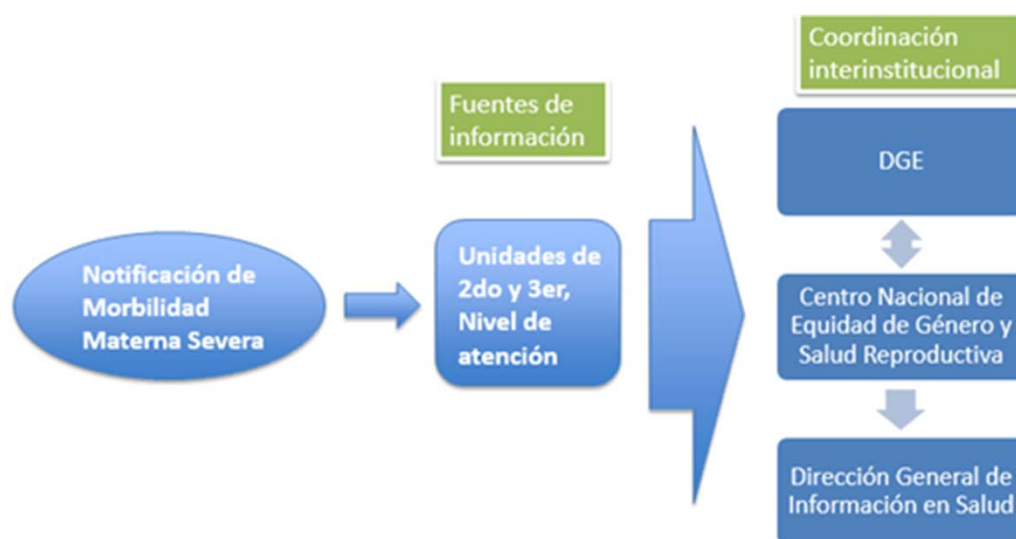 Notificación de
Morbilidad
Materna Severa
Fuentes de
información
Unidades de
2do y 3er,
Nivel de
atención
Coordinación
interinstitucional
DGE
Centro Nacional de
Equidad de Género y
Salud Reproductiva
Dirección General de
Información en Salud